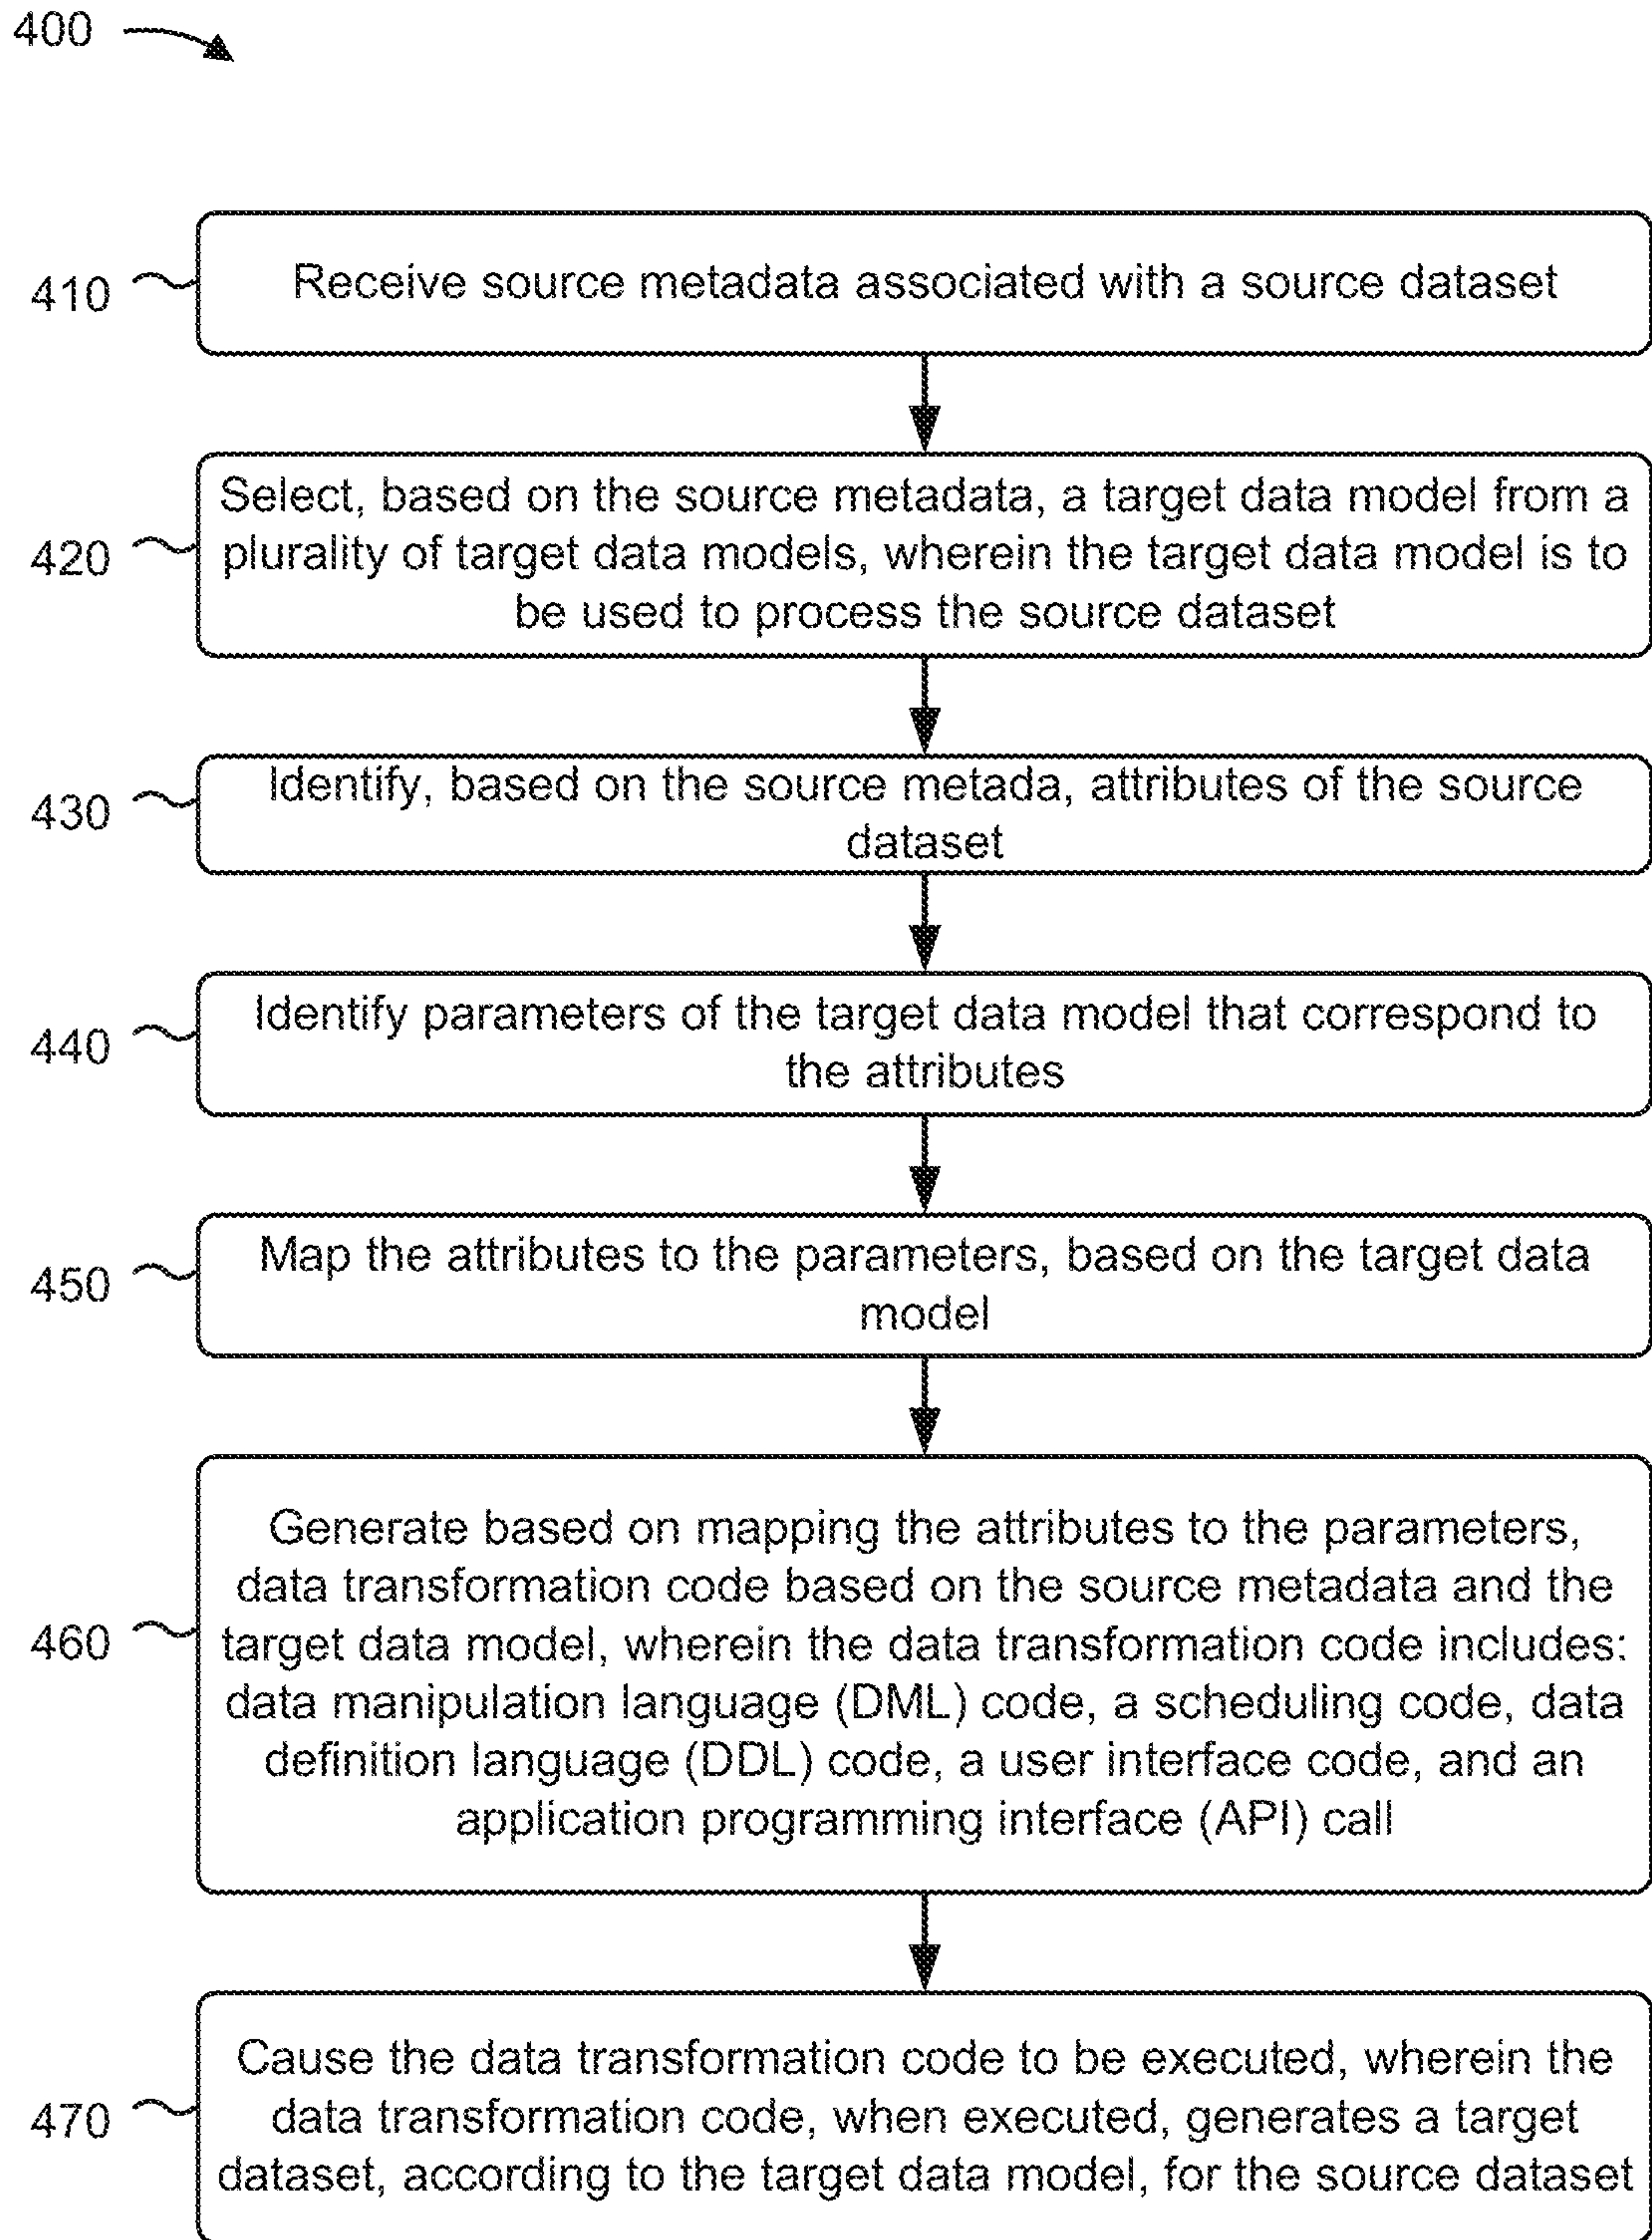 400
410
Receive source metadata associated with a source dataset
420
Select, based on the source metadata, a target data model from a
plurality of target data models, wherein the target data model is to
be used to process the source dataset
430
Identify, based on the source metada, attributes of the source
dataset
440
Identify parameters of the target data model that correspond to
the attributes
450
Map the attributes to the parameters, based on the target data
model
460
Generate based on mapping the attributes to the parameters,
data transformation code based on the source metadata and the
target data model, wherein the data transformation code includes:
data manipulation language (DML) code, a scheduling code, data
definition language (DDL) code, a user interface code, and an
application programming interface (API) call
470
Cause the data transformation code to be executed, wherein the
data transformation code, when executed, generates a target
dataset, according to the target data model, for the source dataset